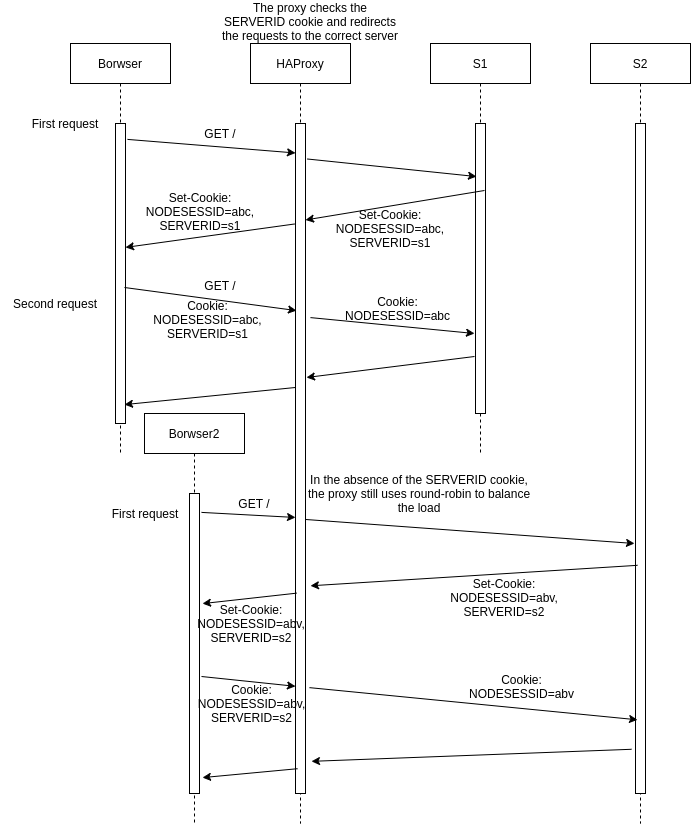 The proxy checks the
SERVERID cookie and redirects
the requests to the correct server
Borwser
HAProxy
S1
S2
First request
GET /
Set-Cookie:
NODESESSID=abc,
SERVERID=s1
Set-Cookie:
NODESESSID=abc,
SERVERID=s1
Second request
GET /
Cookie:
NODESESSID=abc,
SERVERID=s1
Cookie:
NODESESSID=abc
Borwser2
In the absence of the SERVERID cookie,
the proxy still uses round-robin to balance
the load
First request
GET /
Set-Cookie:
NODESESSID=abv,
SERVERID=s2
Set-Cookie:
NODESESSID=abv,
SERVERID=s2
Cookie:
NODESESSID=abv,
SERVERID=s2
Cookie:
NODESESSID=abv